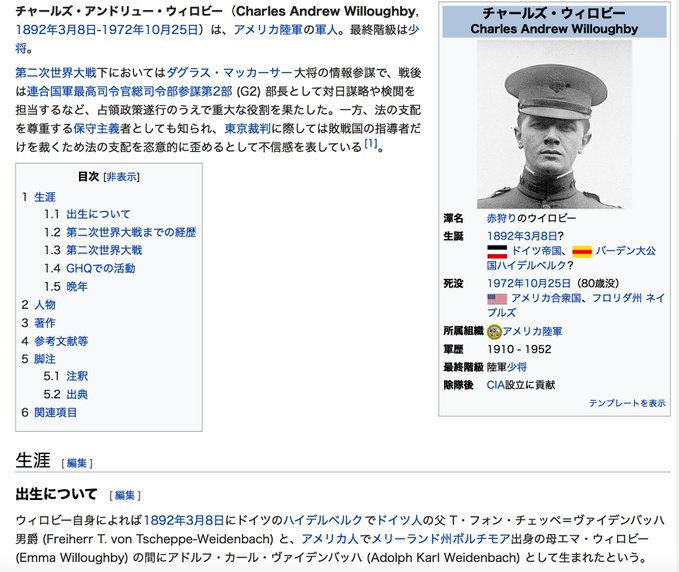 チャールズ・アンドリュー・ウィロビー（Charles Andrew Willoughby,
1892年3月8日-1972年10月25日）は、アメリカ陸軍の軍人。最終階級は少
将。
第二次世界大戦下においてはダグラス・マッカーサー大将の情報参謀で、戦後
は連合国軍最高司令官総司令部参謀第2部 (G2) 部長として対日謀略や検閲を
担当するなど、占領政策遂行のうえで重大な役割を果たした。一方、法の支配
を尊重する保守主義者としても知られ、東京裁判に際しては敗戦国の指導者だ
けを裁くため法の支配を恣意的に歪めるとして不信感を表している[1]。
目次 [非表示]
1 生涯
1.1 出生について
1.2 第二次世界大戦までの経歴
1.3 第二次世界大戦
1.4 GHQでの活動
1.5 晩年
2 人物
3 著作
4 参考文献等
5 脚注
5.1 注釈
5.2 出典
6 関連項目
チャールズ・ウィロビー
Charles Andrew Willoughby
渾名 赤狩りのウイロビー
生誕 1892年3月8日?
ドイツ帝国、 バーデン大公
国ハイデルベルク?
死没 1972年10月25日（80歳没）
アメリカ合衆国、フロリダ州 ネイ
プルズ
所属組織 アメリカ陸軍
軍歴 1910 - 1952
最終階級 陸軍少将
除隊後 CIA設立に貢献
テンプレートを表示
生涯 [編集]
出生について [編集]
ウィロビー自身によれば1892年3月8日にドイツのハイデルベルクでドイツ人の父 T・フォン・チェッペ＝ヴァイデンバッハ
男爵 (Freiherr T. von Tscheppe-Weidenbach) と、アメリカ人でメリーランド州ボルチモア出身の母エマ・ウィロビー
(Emma Willoughby) の間にアドルフ・カール・ヴァイデンバッハ (Adolph Karl Weidenbach) として生まれたという。